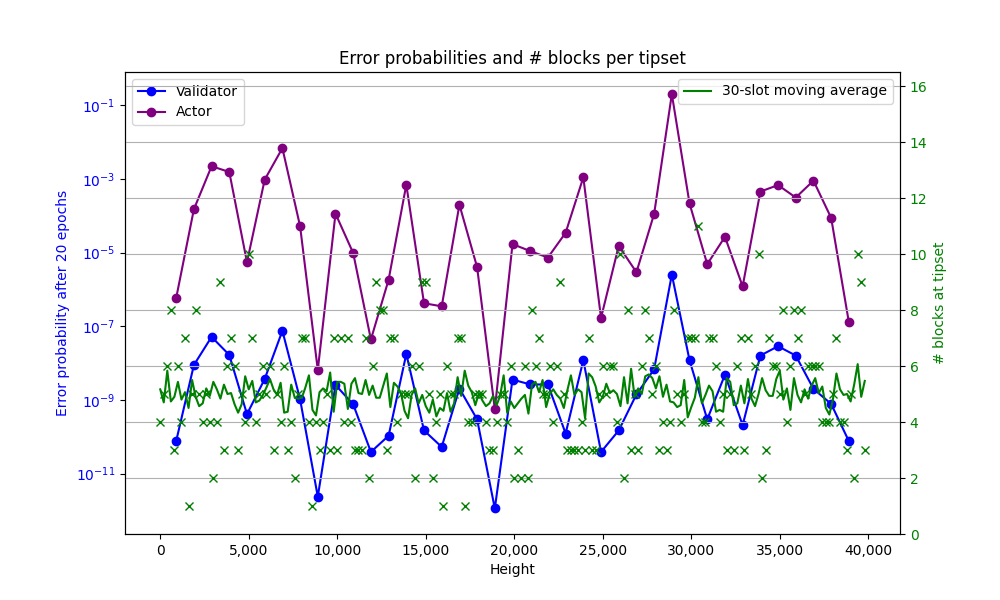 Error probabilities and # blocks per tipset
Validator
Actor
30-slot moving average
10⁻¹
10⁻³
10⁻⁵
10⁻⁷
10⁻⁹
10⁻¹¹
Error probability after 20 epochs
16
14
12
10
8
6
4
2
0
# blocks at tipset
0 5,000 10,000 15,000 20,000 25,000 30,000 35,000 40,000
Height